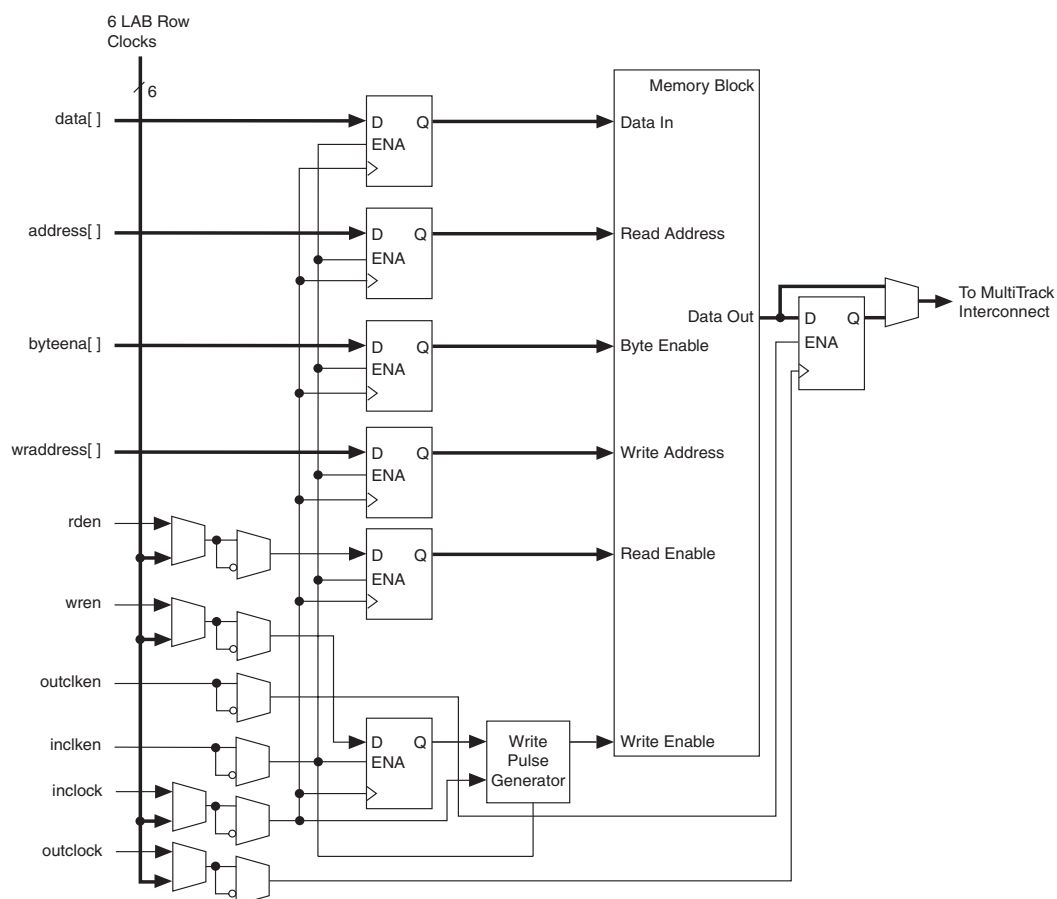 6 LAB Row
Clocks
6
Memory Block
data[ ]
D Q
ENA
Data In
address[ ]
D Q
ENA
Read Address
To MultiTrack
Interconnect
Data Out
D Q
ENA
byteena[ ]
D Q
ENA
Byte Enable
wraddress[ ]
D Q
ENA
Write Address
rden
D Q
ENA
Read Enable
wren
outclken
inclken
D Q
ENA
Write
Pulse
Generator
Write Enable
inclock
outclock